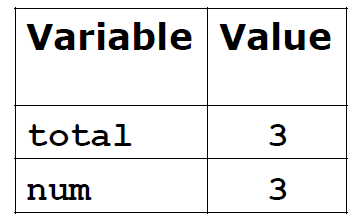 Variable Value
total 3
num 3